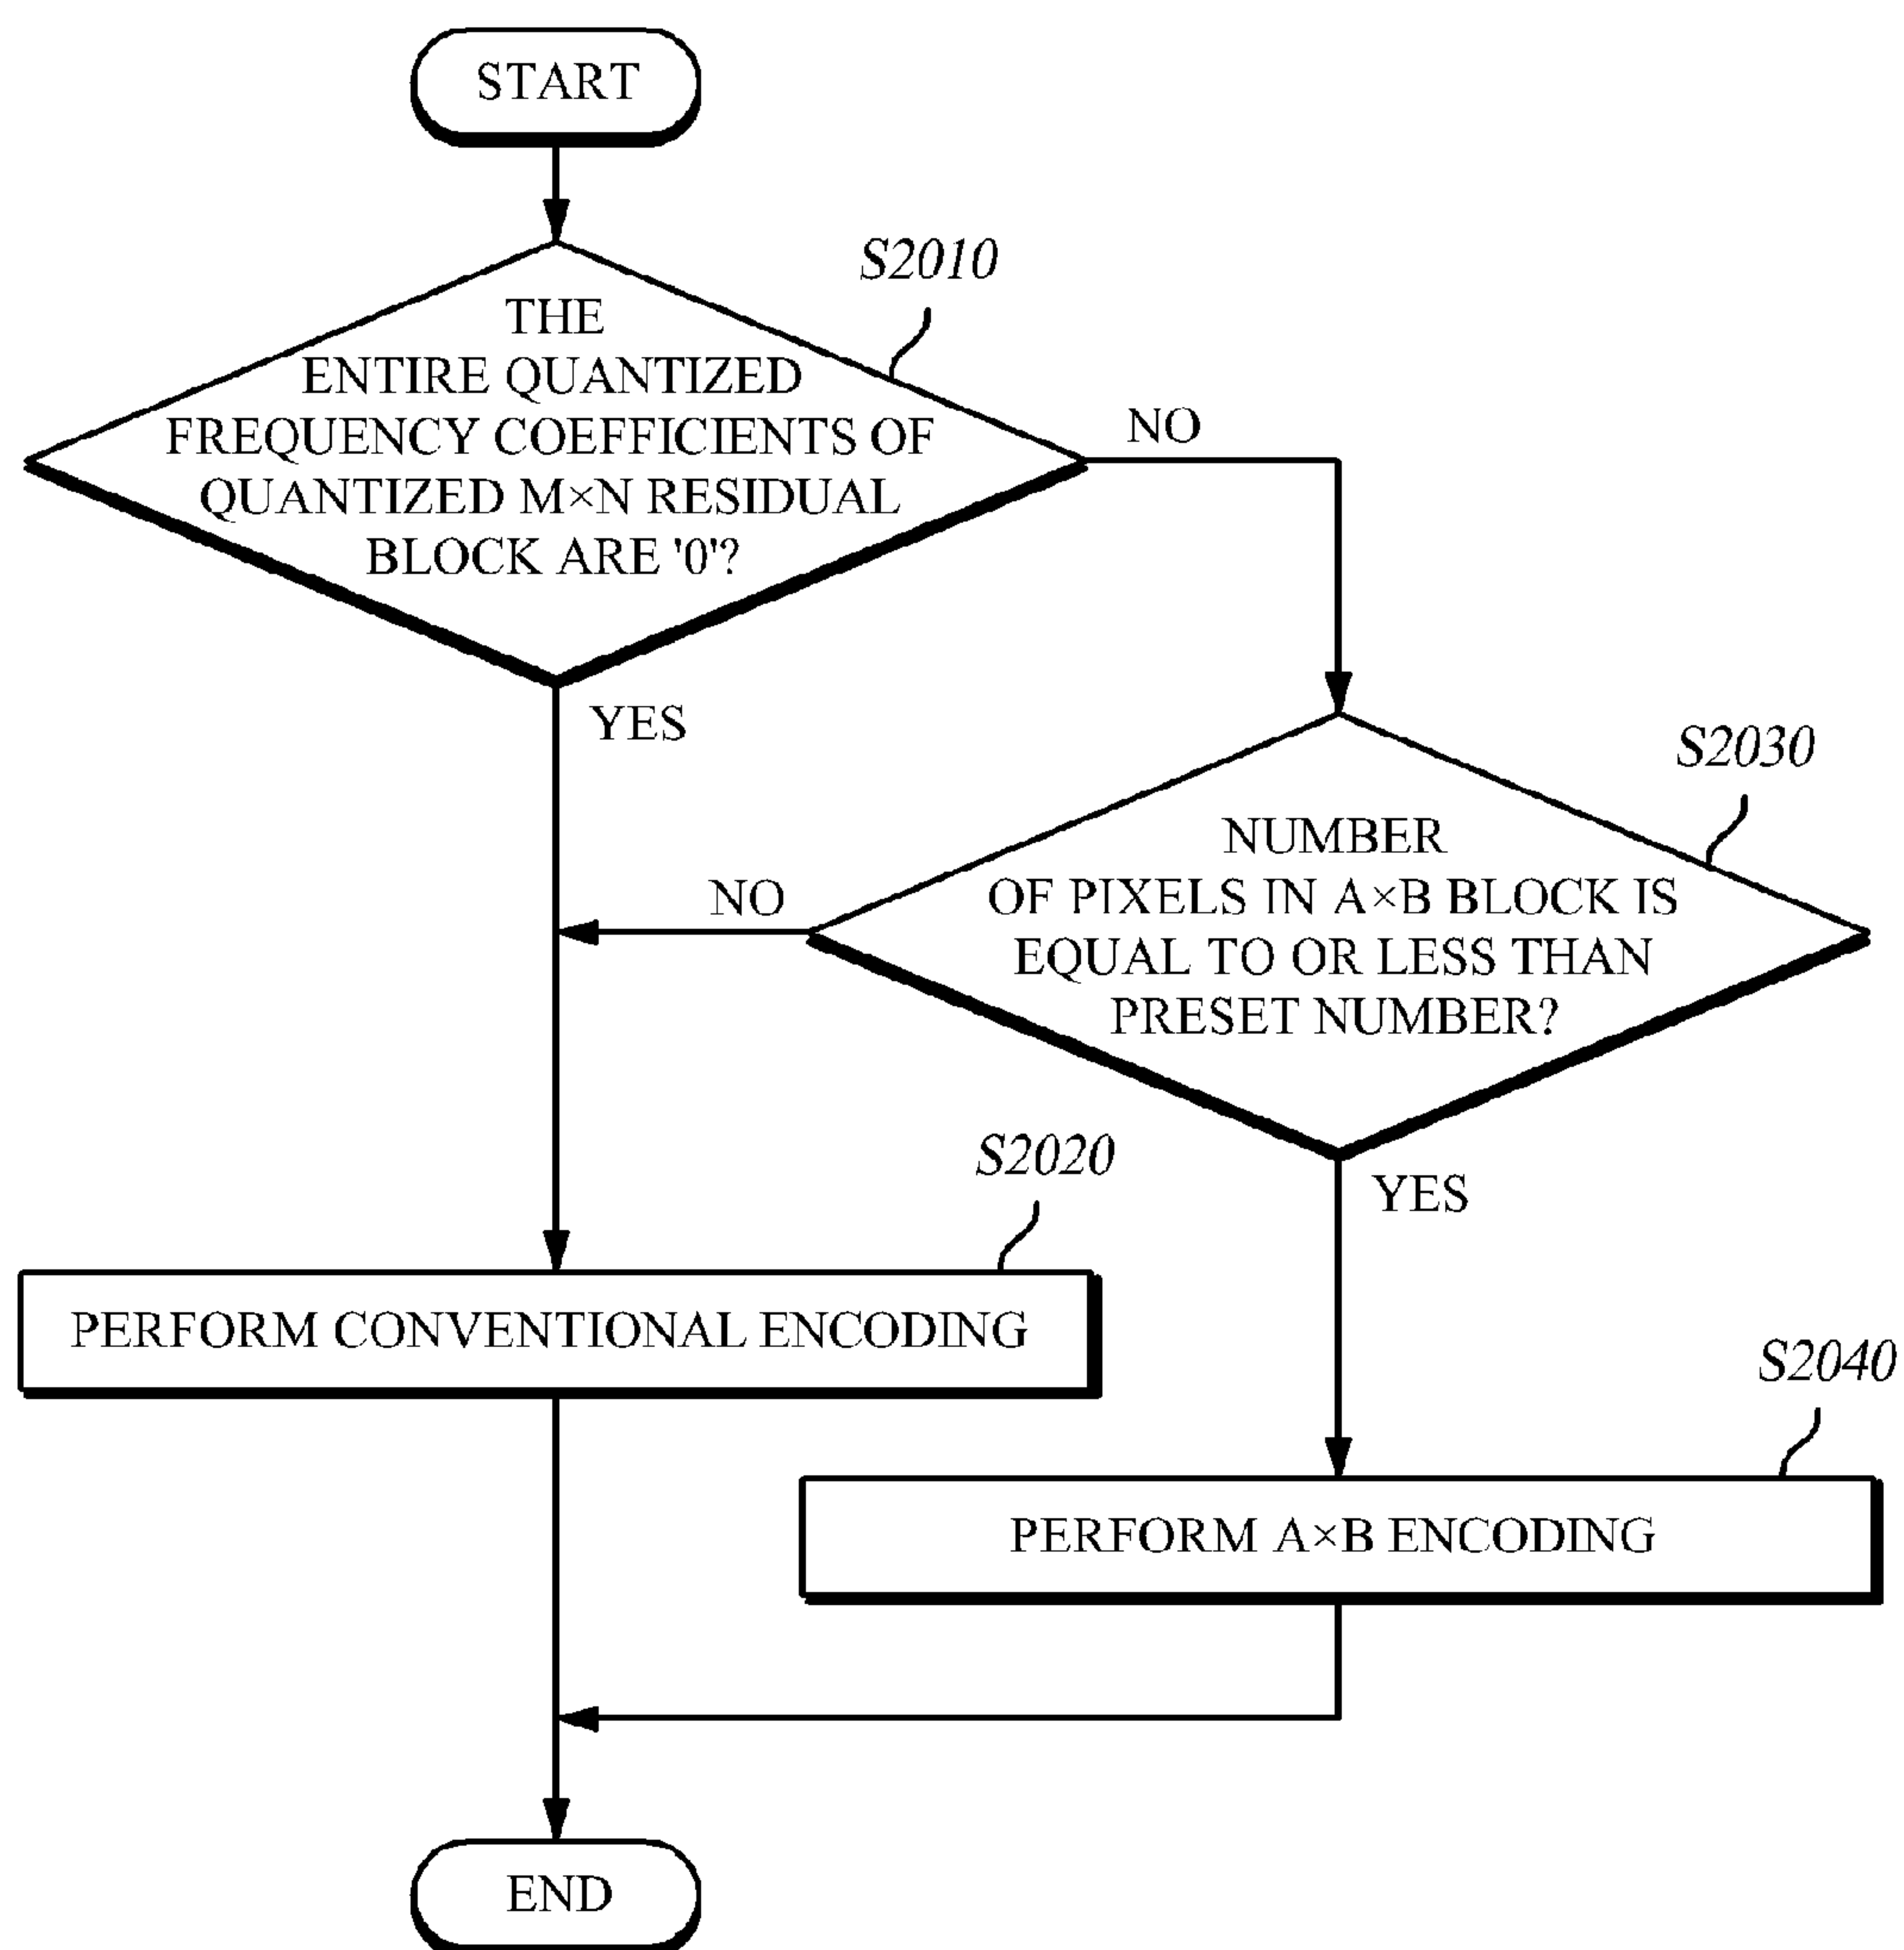 START
S2010
THE
ENTIRE QUANTIZED
FREQUENCY COEFFICIENTS OF
QUANTIZED M×N RESIDUAL
BLOCK ARE '0'?
NO
YES
S2030
NUMBER
OF PIXELS IN A×B BLOCK IS
EQUAL TO OR LESS THAN
PRESET NUMBER?
NO
YES
S2020
PERFORM CONVENTIONAL ENCODING
S2040
PERFORM A×B ENCODING
END